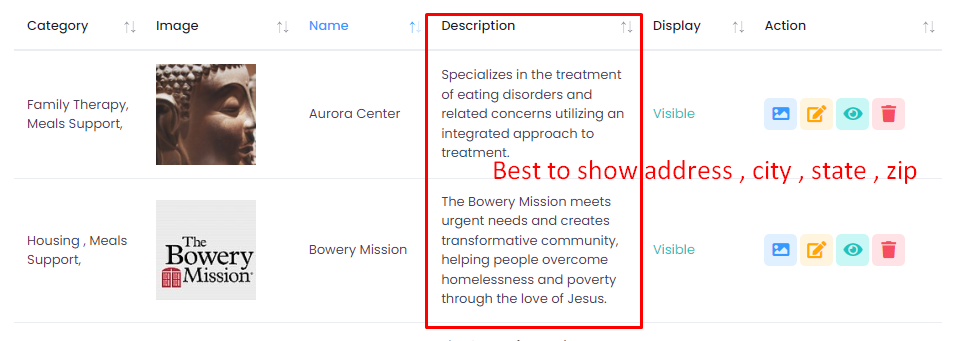 Category Image Name Description Display Action
Family Therapy,
Meals Support,
Aurora Center
Specializes in the treatment
of eating disorders and
related concerns utilizing an
integrated approach to
treatment.
Visible
Best to show address , city , state , zip
Housing , Meals
Support,
The
Bowery
Mission
Bowery Mission
The Bowery Mission meets
urgent needs and creates
transformative community,
helping people overcome
homelessness and poverty
through the love of Jesus.
Visible